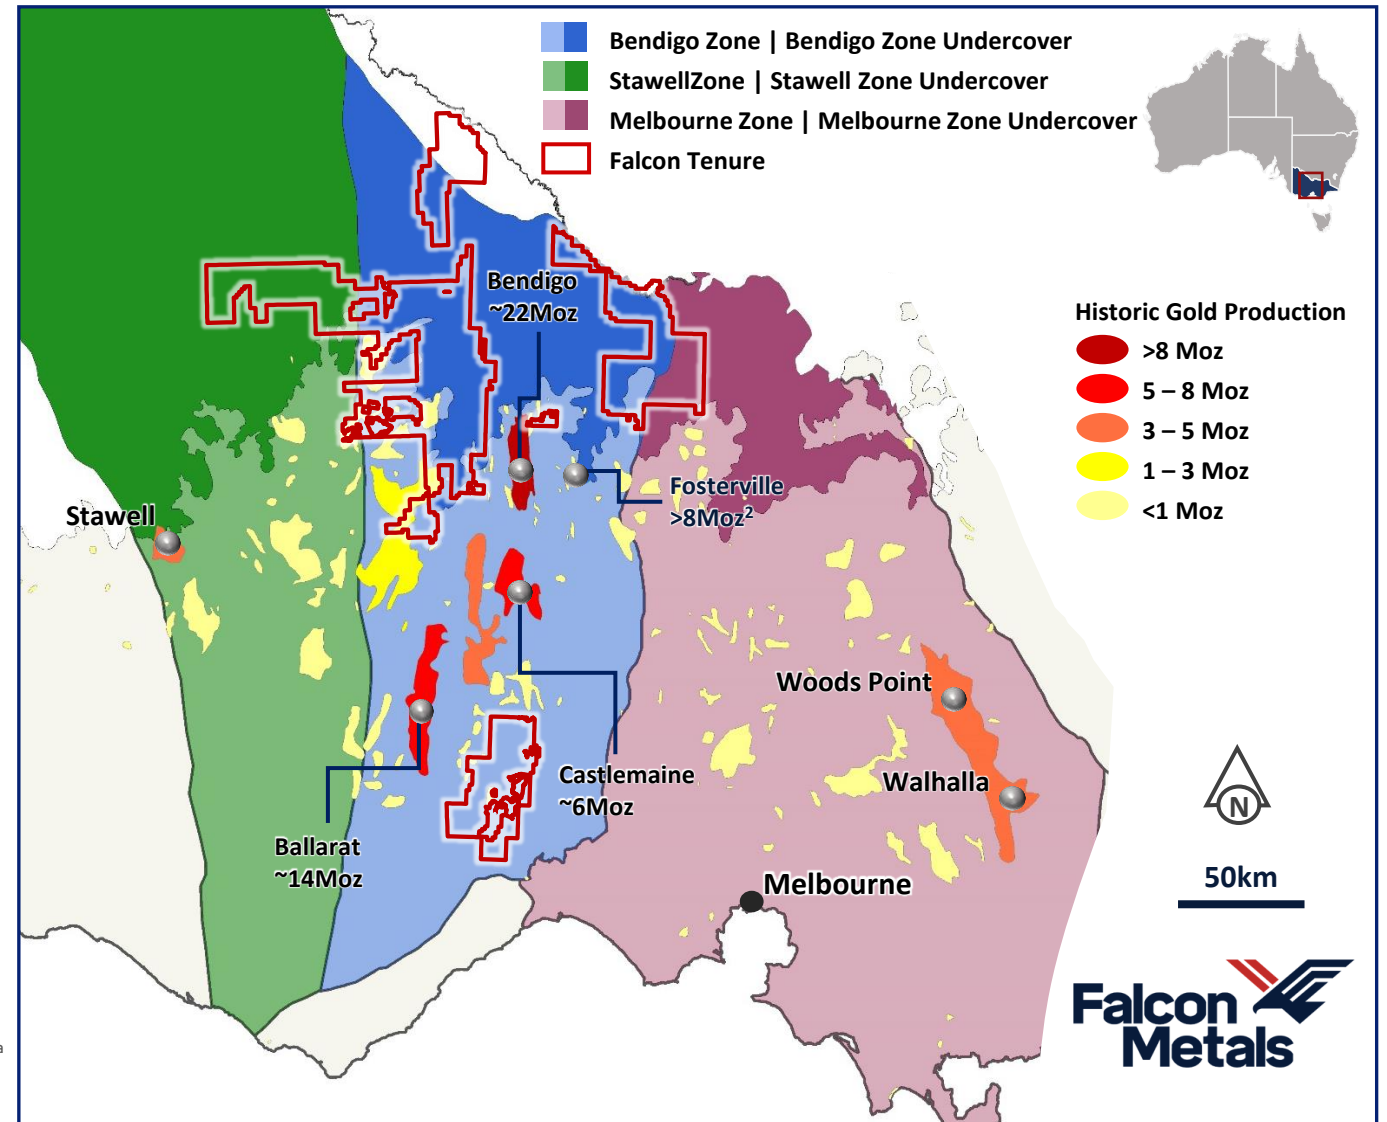 Bendigo Zone | Bendigo Zone Undercover
StawellZone | Stawell Zone Undercover
Melbourne Zone | Melbourne Zone Undercover
Falcon Tenure
Bendigo
~22Moz
Historic Gold Production
>8 Moz
5 – 8 Moz
3 – 5 Moz
1 – 3 Moz
<1 Moz
Fosterville
>8Moz²
Stawell
Woods Point
Castlemaine
~6Moz
Walhalla
Ballarat
~14Moz
Melbourne
N
50km
Falcon
Metals
a